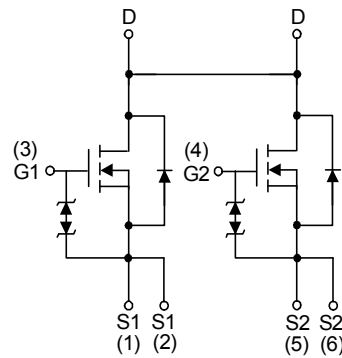 D D
(3) (4)
G1 G2
S1 S1 S2 S2
(1) (2) (5) (6)